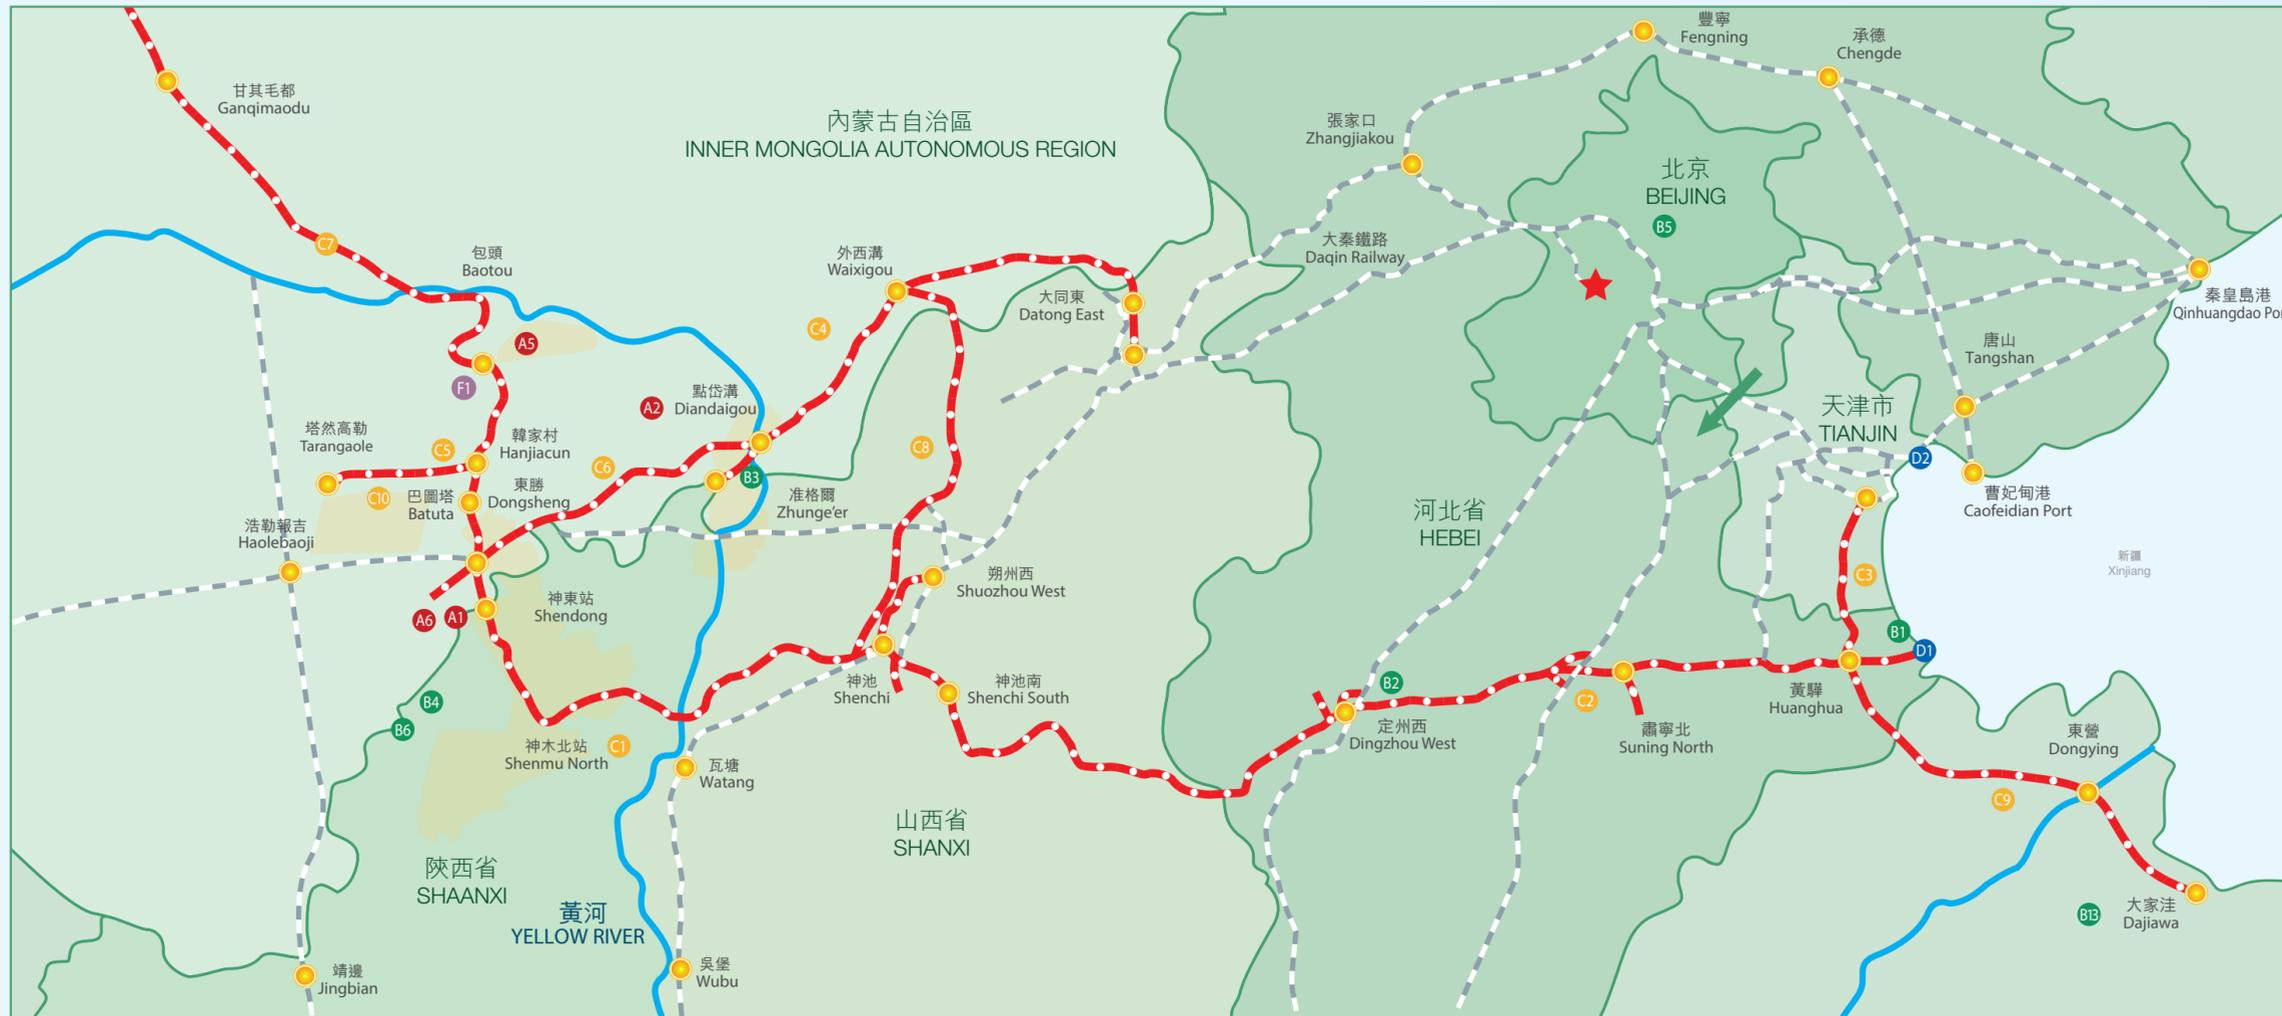 豐寧
Fengning
承德
Chengde
甘其毛都
Ganqimaodu
內蒙古自治區
INNER MONGOLIA AUTONOMOUS REGION
張家口
Zhangjiakou
北京
BEIJING
B5
C7
包頭
Baotou
外西溝
Waixigou
大秦鐵路
Daqin Railway
大同東
Datong East
秦皇島港
Qinhuangdao Por
C4
A5
F1
唐山
Tangshan
點岱溝
Diandaigou
A2
天津市
TIANJIN
塔然高勒
Tarangaole
C5
韓家村
Hanjiacun
C6
C8
B3
D2
C10
巴圖塔
Batuta
東勝
Dongsheng
准格爾
Zhunge'er
河北省
HEBEI
曹妃甸港
Caofeidian Port
浩勒報吉
Haolebaoji
新疆
Xinjiang
朔州西
Shuozhou West
C3
神東站
Shendong
A6
A1
B1
D1
神池
Shenchi
神池南
Shenchi South
B2
C2
黃驊
Huanghua
B4
B6
定州西
Dingzhou West
肅寧北
Suning North
東營
Dongying
神木北站
Shenmu North
C1
瓦塘
Watang
C9
山西省
SHANXI
陝西省
SHAANXI
黃河
YELLOW RIVER
B13
大家洼
Dajiawa
靖邊
Jingbian
吳堡
Wubu